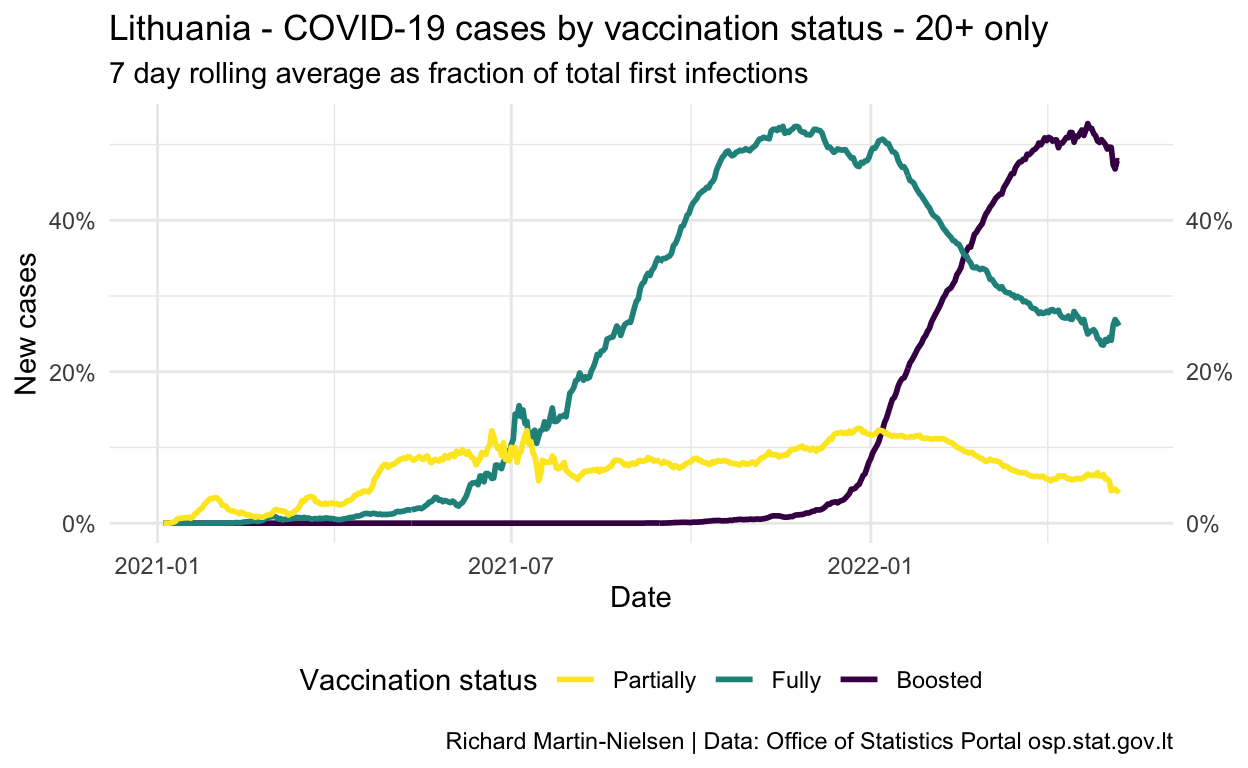 Lithuania - COVID-19 cases by vaccination status - 20+ only
7 day rolling average as fraction of total first infections
New cases
40%
20%
0%
40%
20%
0%
2021-01
2021-07
2022-01
Date
Vaccination status
Partially
Fully
Boosted
Richard Martin-Nielsen | Data: Office of Statistics Portal osp.stat.gov.lt